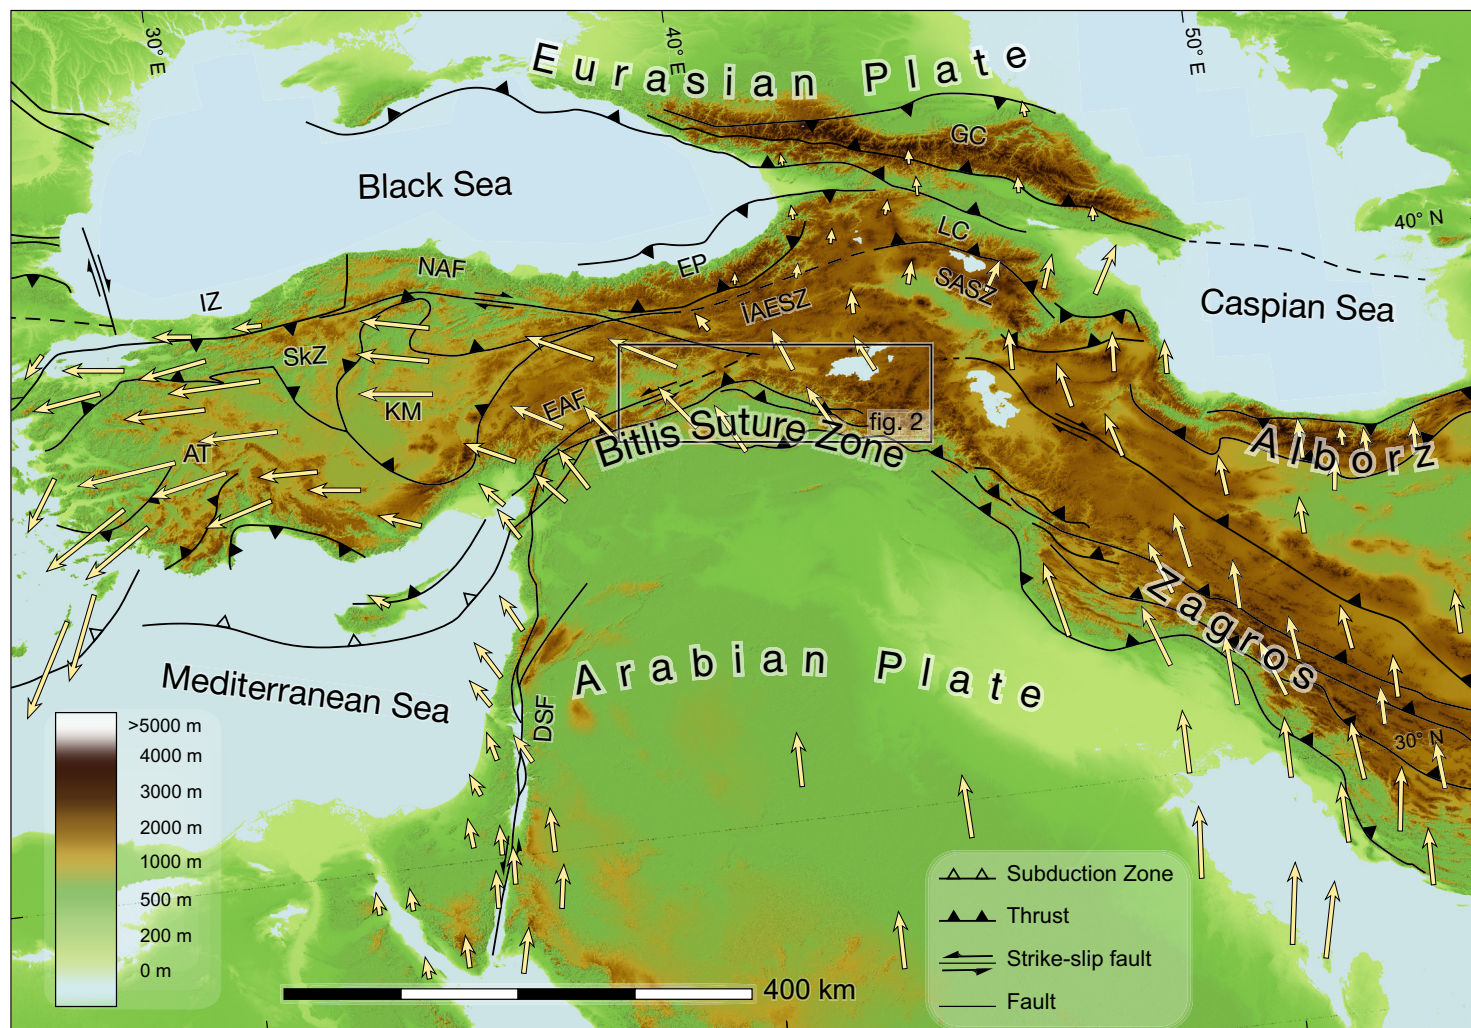 30° E
40° E
50° E
Eurasian Plate
GC
Black Sea
40° N
LC
NAF
EP
SASZ
IZ
İAESZ
Caspian Sea
SkZ
KM
EAF
fig. 2
Bitlis Suture Zone
AT
Alborz
Zagros
Arabian Plate
Mediterranean Sea
DSF
30° N
>5000 m
4000 m
3000 m
2000 m
1000 m
500 m
200 m
0 m
400 km
Subduction Zone
Thrust
Strike-slip fault
Fault